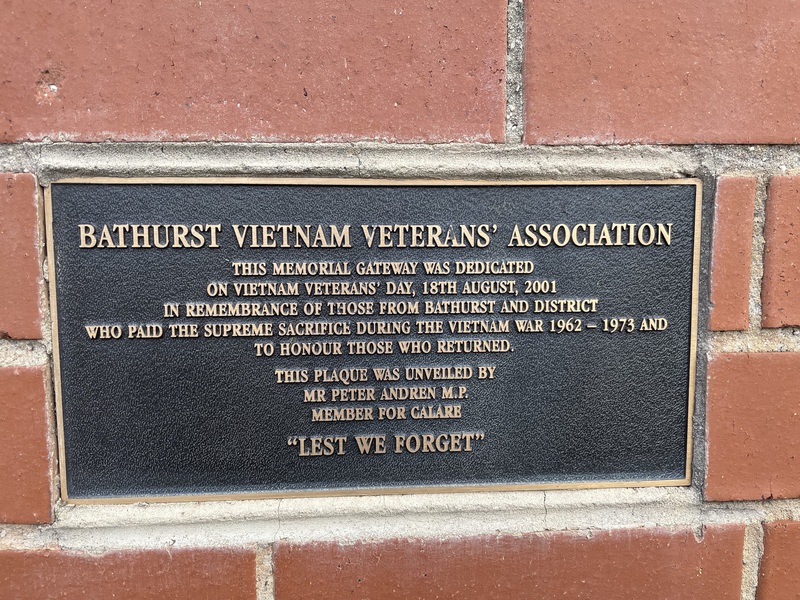 BATHURST VIETNAM VETERANS' ASSOCIATION
THIS MEMORIAL GATEWAY WAS DEDICATED
ON VIETNAM VETERANS' DAY, 18TH AUGUST, 2001
IN REMEMBRANCE OF THOSE FROM BATHURST AND DISTRICT
WHO PAID THE SUPREME SACRIFICE DURING THE VIETNAM WAR 1962 – 1973 AND
TO HONOUR THOSE WHO RETURNED.
THIS PLAQUE WAS UNVEILED BY
MR PETER ANDREN M.P.
MEMBER FOR CALARE
"LEST WE FORGET"